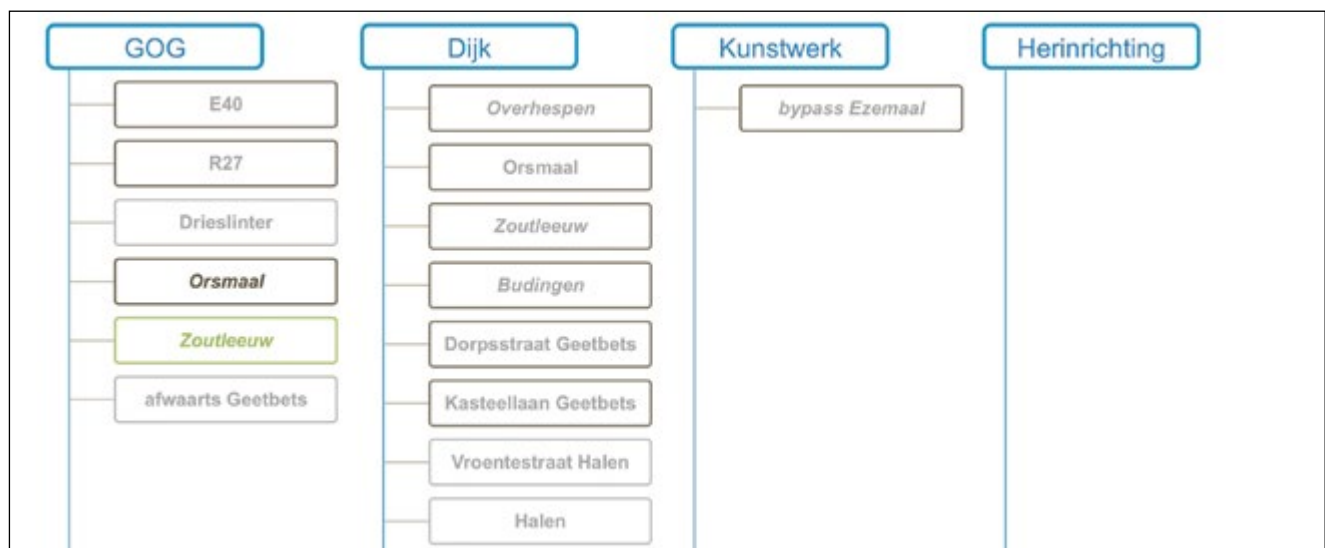 GOG
E40
R27
Drieslinter
Orsmaal
Zoutleeuw
afwaarts Geetbets
Dijk
Overhespen
Orsmaal
Zoutleeuw
Budingen
Dorpsstraat Geetbets
Kasteellaan Geetbets
Vroentestraat Halen
Halen
Kunstwerk
bypass Ezemaal
Herinrichting